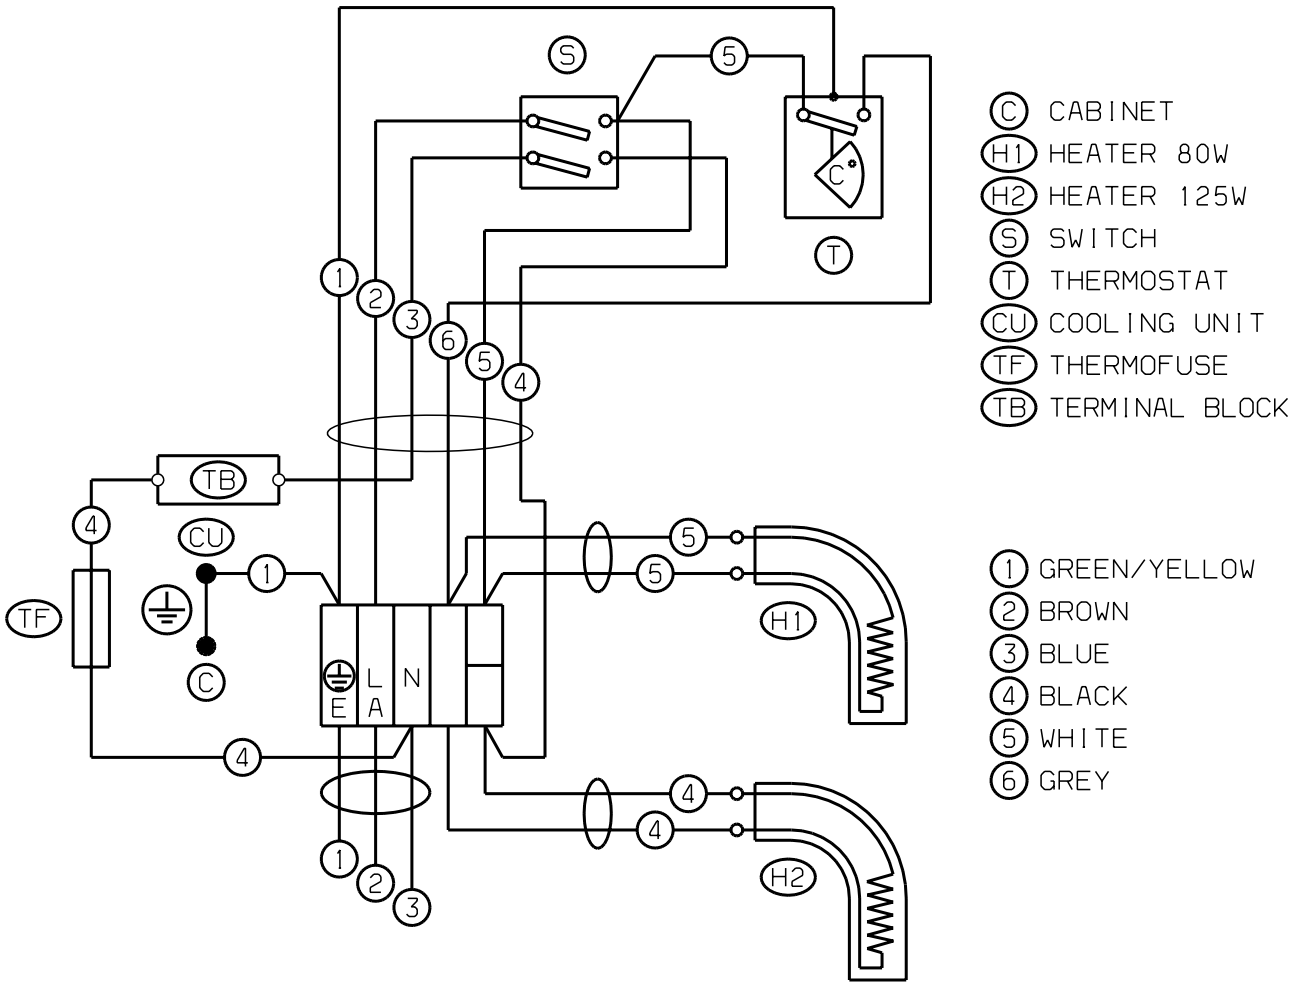 S
5
C CABINET
H1 HEATER 80W
H2 HEATER 125W
S SWITCH
T THERMOSTAT
CU COOLING UNIT
TF THERMOFUSE
TB TERMINAL BLOCK
C°
T
1
2
3
6
5
4
TB
4
CU
1
5
5
TF
C
H1
L
N
E
A
4
4
4
H2
1
2
3
1 GREEN/YELLOW
2 BROWN
3 BLUE
4 BLACK
5 WHITE
6 GREY